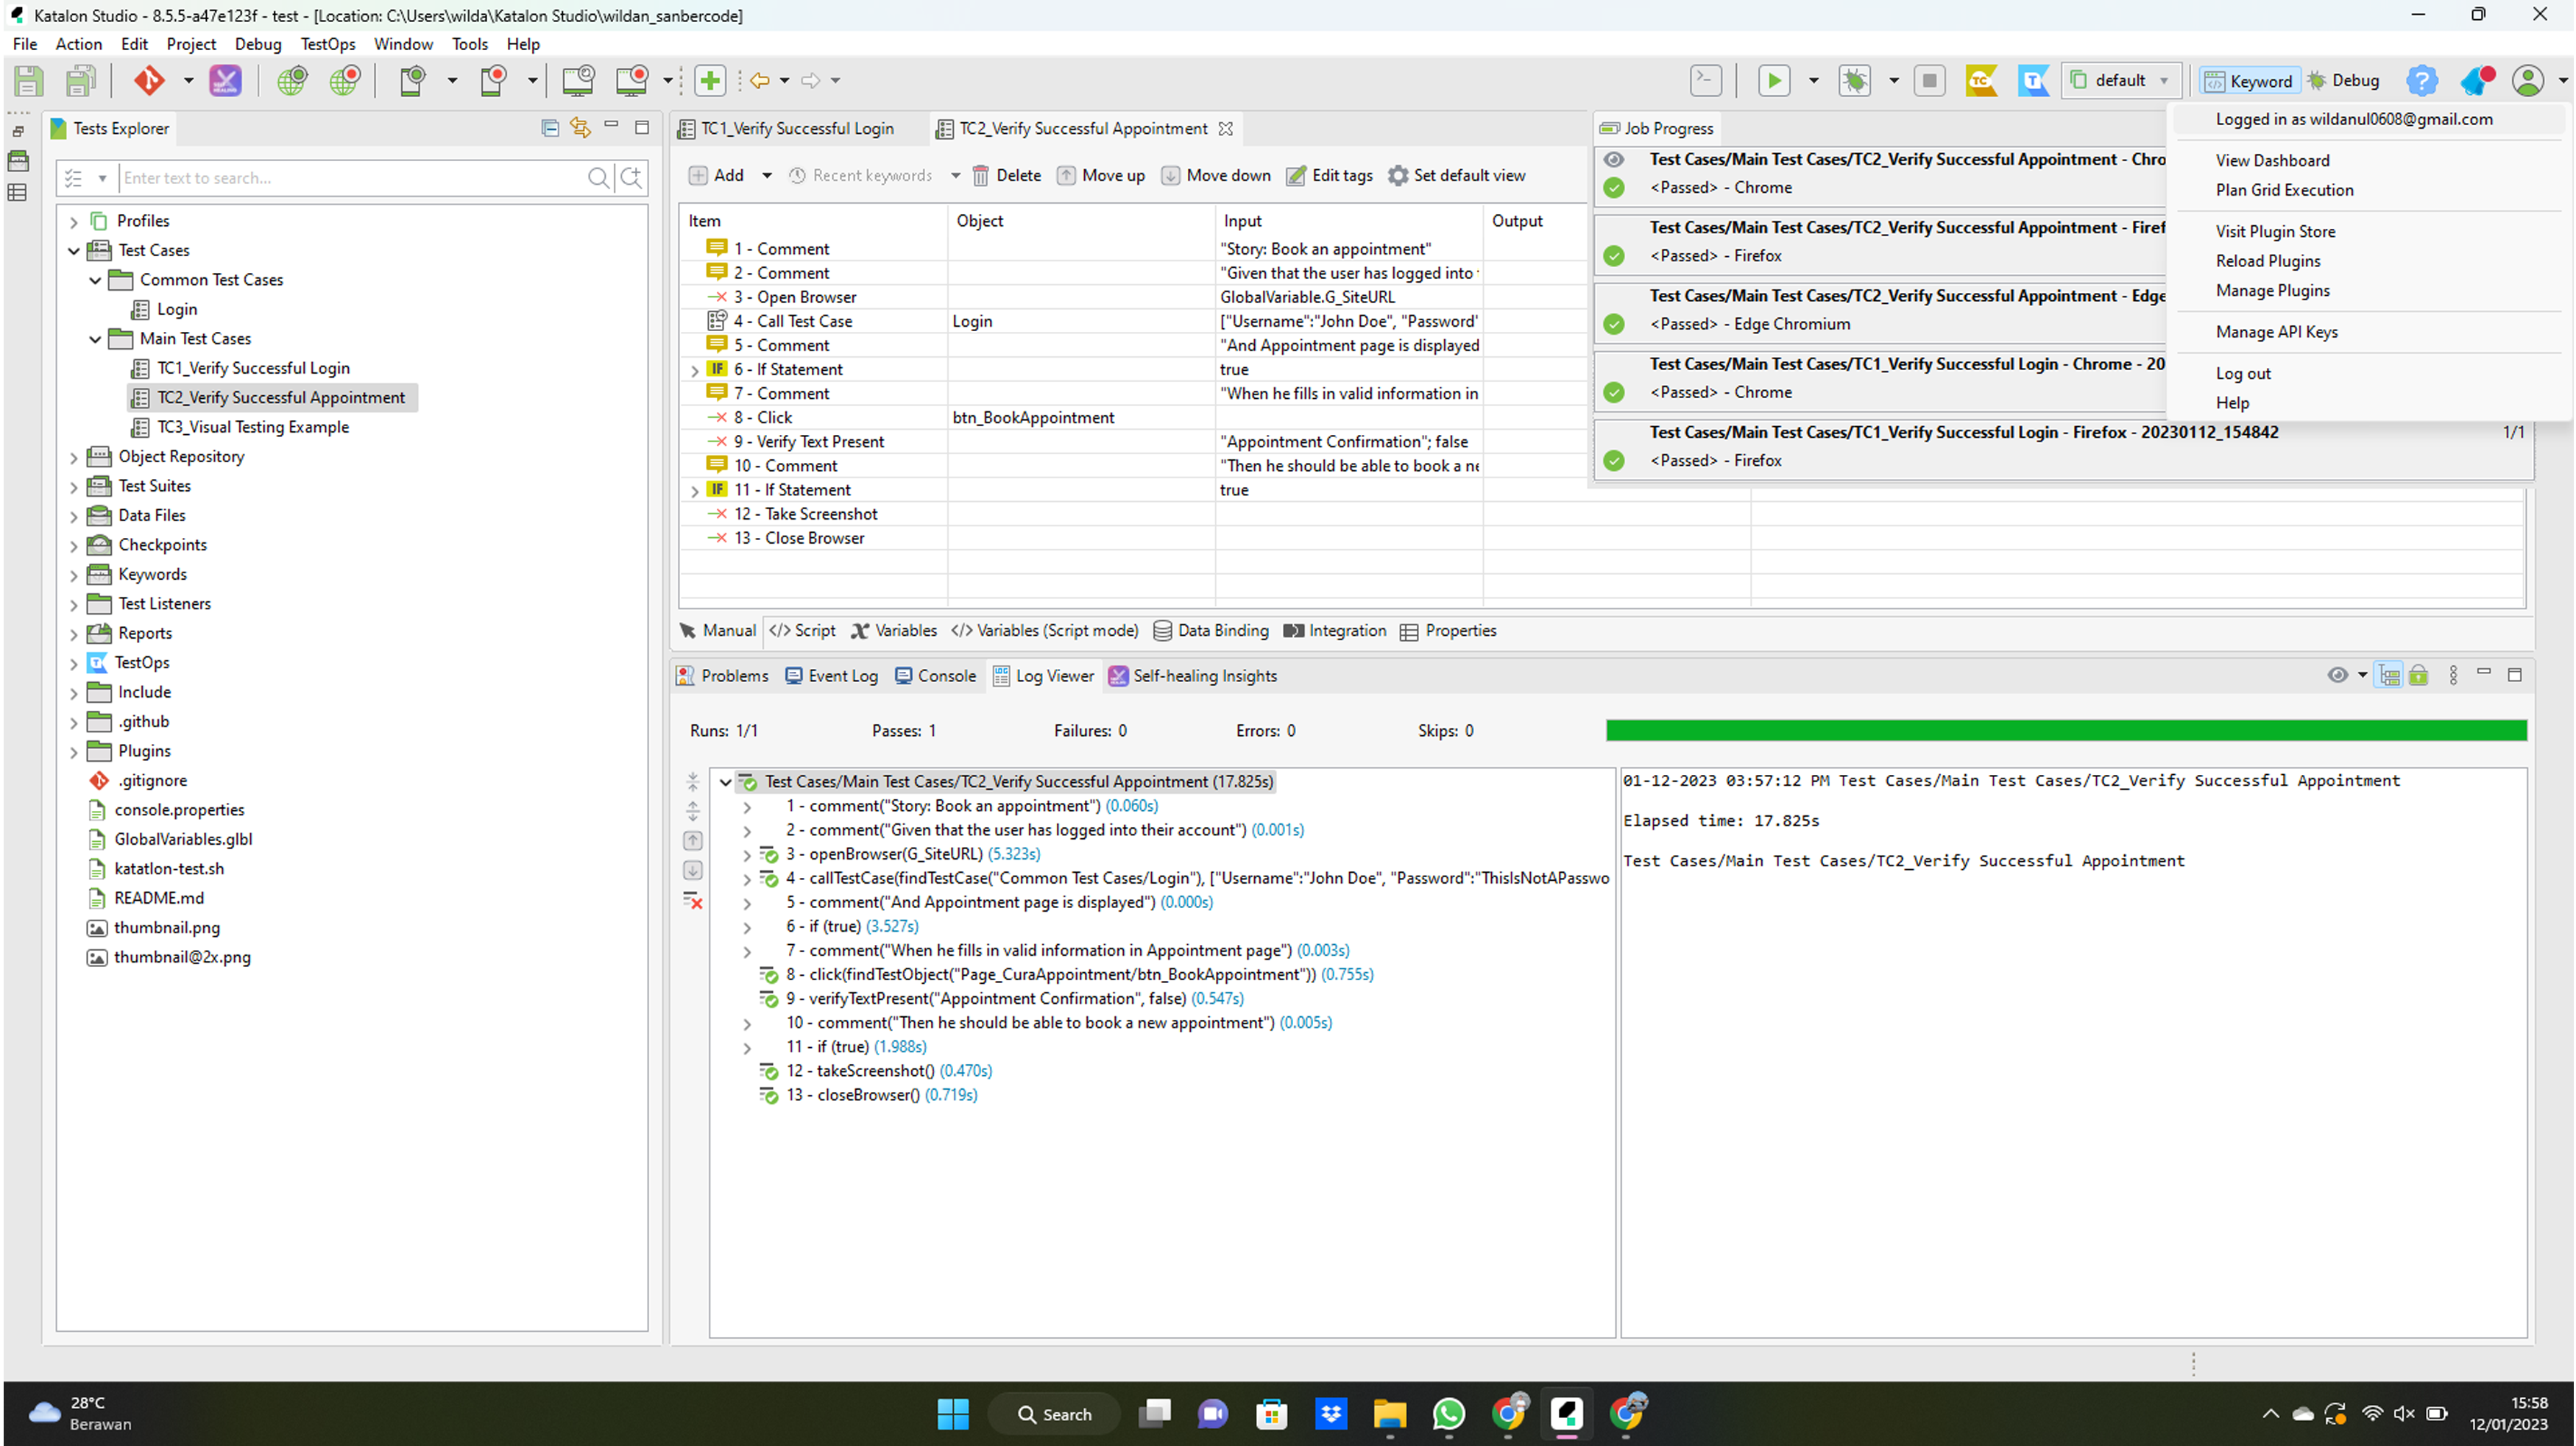 Katalon Studio - 8.5.5-a47e123f - test - [Location: C:\Users\wilda\Katalon Studio\wildan_sanbercode]
File Action Edit Project Debug TestOps Window Tools Help
default Keyword Debug
Tests Explorer
Enter text to search...
Profiles
Test Cases
Common Test Cases
Login
Main Test Cases
TC1_Verify Successful Login
TC2_Verify Successful Appointment
TC3_Visual Testing Example
Object Repository
Test Suites
Data Files
Checkpoints
Keywords
Test Listeners
Reports
TestOps
Include
.github
Plugins
.gitignore
console.properties
GlobalVariables.glbl
katatlon-test.sh
README.md
thumbnail.png
thumbnail@2x.png
TC1_Verify Successful Login TC2_Verify Successful Appointment
Add Recent keywords Delete Move up Move down Edit tags Set default view
Item Object Input Output
1 - Comment "Story: Book an appointment"
2 - Comment "Given that the user has logged into
3 - Open Browser GlobalVariable.G_SiteURL
4 - Call Test Case Login ["Username":"John Doe", "Password"
5 - Comment "And Appointment page is displayed
IF 6 - If Statement true
7 - Comment "When he fills in valid information in
8 - Click btn_BookAppointment
9 - Verify Text Present "Appointment Confirmation"; false
10 - Comment "Then he should be able to book a ne
IF 11 - If Statement true
12 - Take Screenshot
13 - Close Browser
Manual Script Variables Variables (Script mode) Data Binding Integration Properties
Job Progress
Test Cases/Main Test Cases/TC2_Verify Successful Appointment - Chro
<Passed> - Chrome
Test Cases/Main Test Cases/TC2_Verify Successful Appointment - Firef
<Passed> - Firefox
Test Cases/Main Test Cases/TC2_Verify Successful Appointment - Edge
<Passed> - Edge Chromium
Test Cases/Main Test Cases/TC1_Verify Successful Login - Chrome - 20
<Passed> - Chrome
Test Cases/Main Test Cases/TC1_Verify Successful Login - Firefox - 20230112_154842 1/1
<Passed> - Firefox
Logged in as wildanul0608@gmail.com
View Dashboard
Plan Grid Execution
Visit Plugin Store
Reload Plugins
Manage Plugins
Manage API Keys
Log out
Help
Problems Event Log Console Log Viewer Self-healing Insights
Runs: 1/1 Passes: 1 Failures: 0 Errors: 0 Skips: 0
Test Cases/Main Test Cases/TC2_Verify Successful Appointment (17.825s)
1 - comment("Story: Book an appointment") (0.060s)
2 - comment("Given that the user has logged into their account") (0.001s)
3 - openBrowser(G_SiteURL) (5.323s)
4 - callTestCase(findTestCase("Common Test Cases/Login"), ["Username":"John Doe", "Password":"ThisIsNotAPasswo
5 - comment("And Appointment page is displayed") (0.000s)
6 - if (true) (3.527s)
7 - comment("When he fills in valid information in Appointment page") (0.003s)
8 - click(findTestObject("Page_CuraAppointment/btn_BookAppointment")) (0.755s)
9 - verifyTextPresent("Appointment Confirmation", false) (0.547s)
10 - comment("Then he should be able to book a new appointment") (0.005s)
11 - if (true) (1.988s)
12 - takeScreenshot() (0.470s)
13 - closeBrowser() (0.719s)
01-12-2023 03:57:12 PM Test Cases/Main Test Cases/TC2_Verify Successful Appointment
Elapsed time: 17.825s
Test Cases/Main Test Cases/TC2_Verify Successful Appointment
28°C
Berawan
Search
15:58
12/01/2023